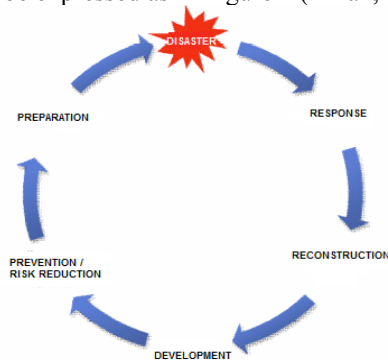 DISASTER
PREPARATION
RESPONSE
PREVENTION /
RISK REDUCTION
RECONSTRUCTION
DEVELOPMENT